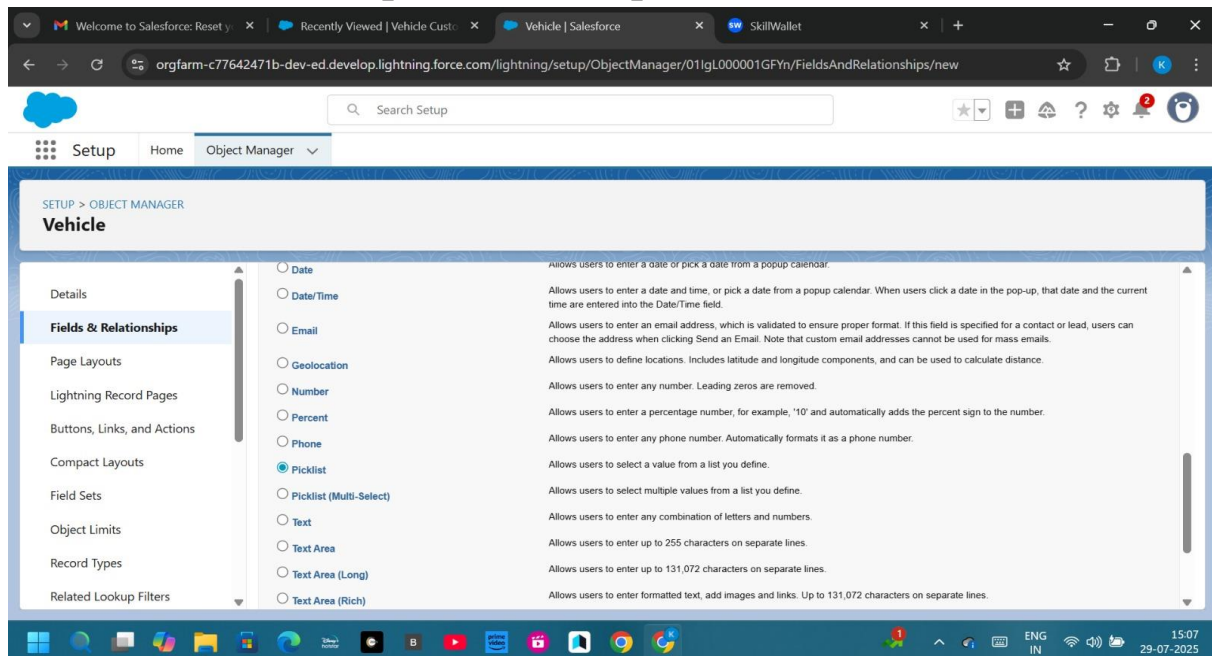 Welcome to Salesforce: Reset y
Recently Viewed | Vehicle Custo
Vehicle | Salesforce
SW SkillWallet
orgfarm-c77642471b-dev-ed.develop.lightning.force.com/lightning/setup/ObjectManager/01IgL000001GFYn/FieldsAndRelationships/new
K
Search Setup
2
Setup Home Object Manager
SETUP > OBJECT MANAGER
Vehicle
Details
Fields & Relationships
Page Layouts
Lightning Record Pages
Buttons, Links, and Actions
Compact Layouts
Field Sets
Object Limits
Record Types
Related Lookup Filters
Date Allows users to enter a date or pick a date from a popup calendar.
Date/Time Allows users to enter a date and time, or pick a date from a popup calendar. When users click a date in the pop-up, that date and the current
time are entered into the Date/Time field.
Email Allows users to enter an email address, which is validated to ensure proper format. If this field is specified for a contact or lead, users can
choose the address when clicking Send an Email. Note that custom email addresses cannot be used for mass emails.
Geolocation Allows users to define locations. Includes latitude and longitude components, and can be used to calculate distance.
Number Allows users to enter any number. Leading zeros are removed.
Percent Allows users to enter a percentage number, for example, '10' and automatically adds the percent sign to the number.
Phone Allows users to enter any phone number. Automatically formats it as a phone number.
Picklist Allows users to select a value from a list you define.
Picklist (Multi-Select) Allows users to select multiple values from a list you define.
Text Allows users to enter any combination of letters and numbers.
Text Area Allows users to enter up to 255 characters on separate lines.
Text Area (Long) Allows users to enter up to 131,072 characters on separate lines.
Text Area (Rich) Allows users to enter formatted text, add images and links. Up to 131,072 characters on separate lines.
B
prime video
1
ENG
IN
15:07
29-07-2025